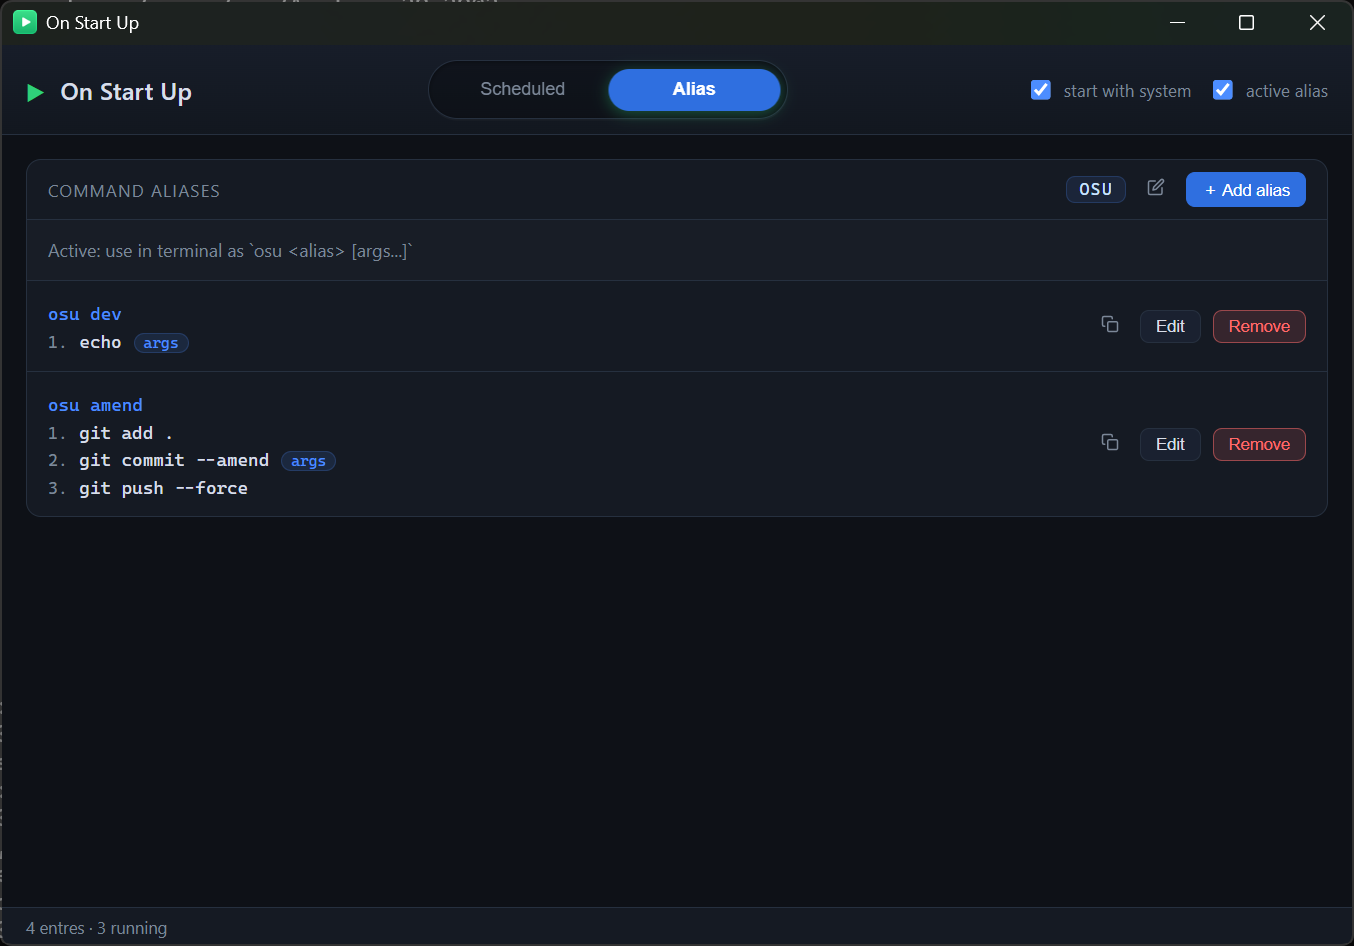 On Start Up
On Start Up
Scheduled
Alias
start with system
active alias
COMMAND ALIASES
OSU
+ Add alias
Active: use in terminal as `osu <alias> [args...]`
osu dev
1. echo args
Edit
Remove
osu amend
1. git add .
2. git commit --amend args
3. git push --force
Edit
Remove
4 entres · 3 running